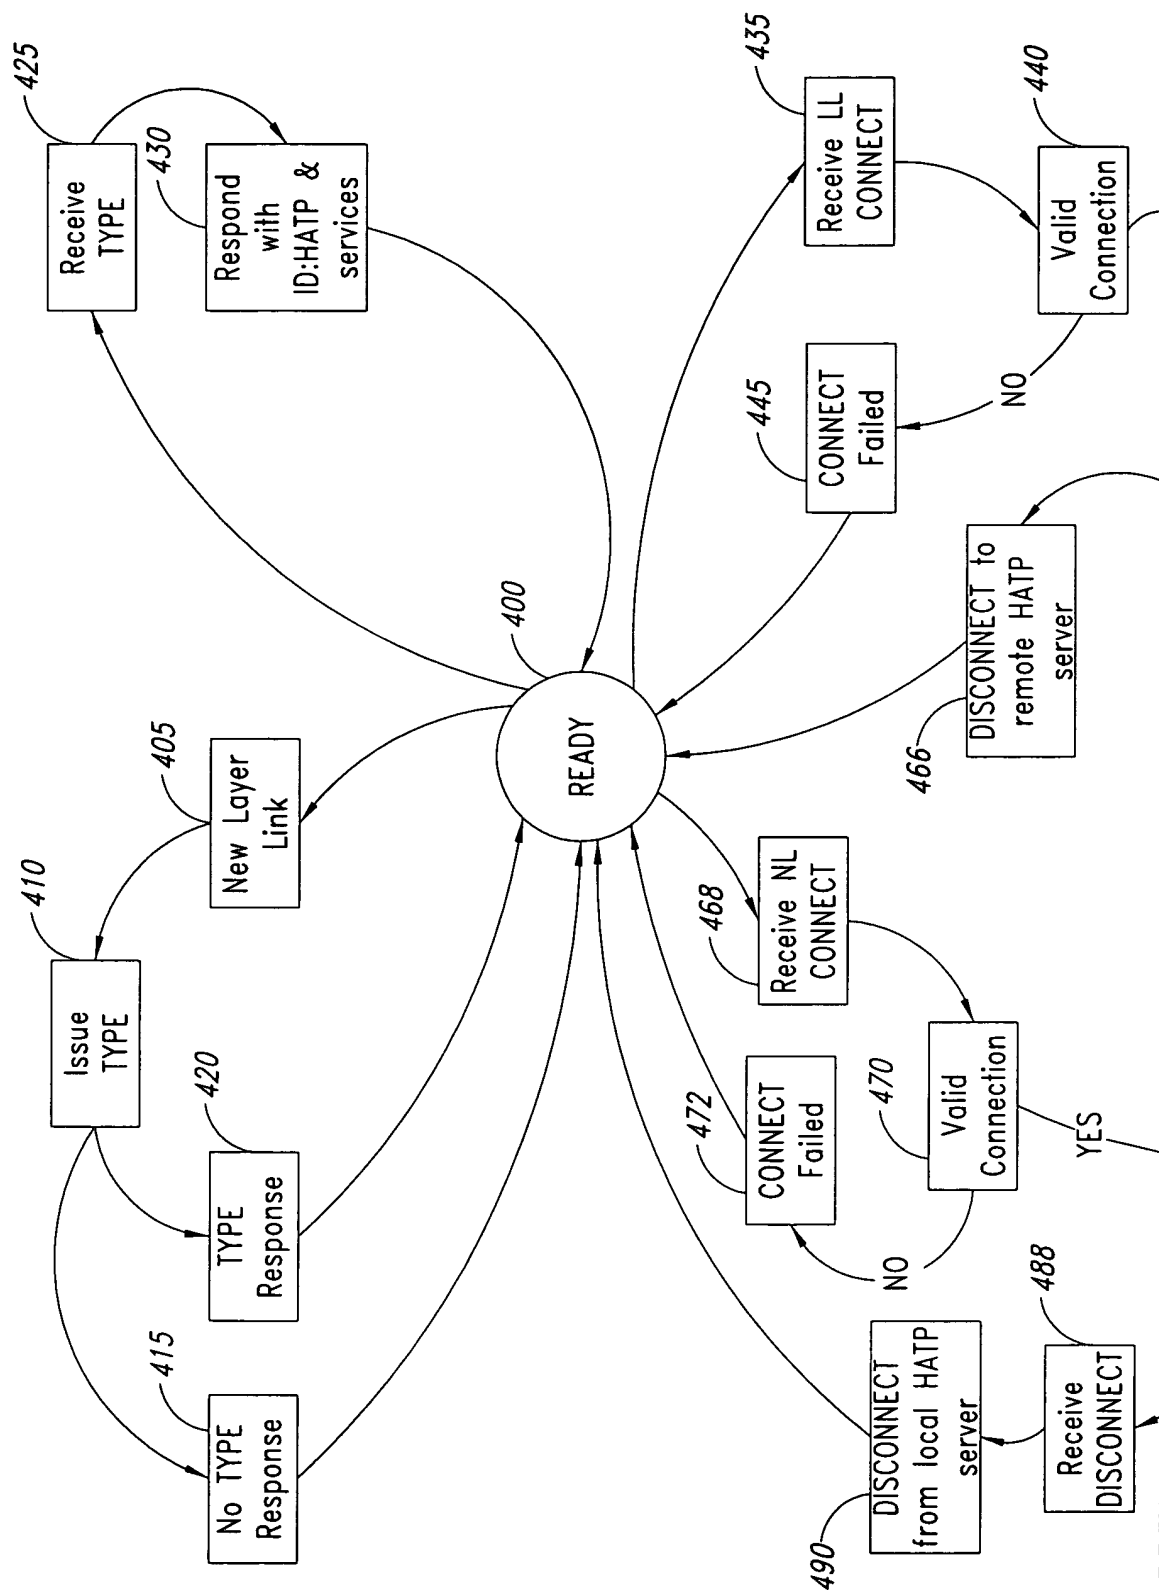 410
Issue
TYPE
425
Receive
TYPE
415
No TYPE
Response
420
TYPE
Response
405
New Layer
Link
430
Respond
with
ID:HATP &
services
400
READY
490
DISCONNECT
from local HATP
server
472
CONNECT
Failed
468
Receive NL
CONNECT
466
DISCONNECT to
remote HATP
server
445
CONNECT
Failed
435
Receive LL
CONNECT
NO
470
Valid
Connection
NO
440
Valid
Connection
488
Receive
DISCONNECT
YES